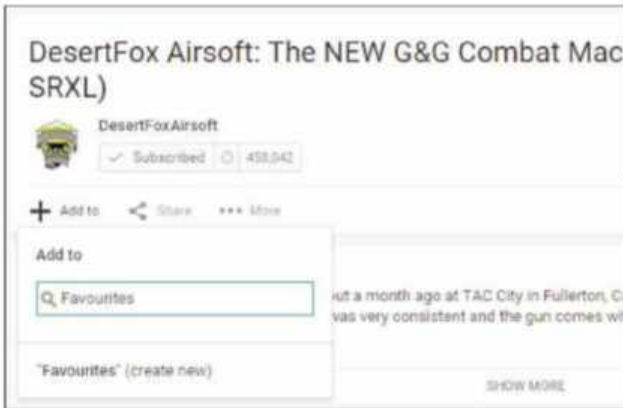 DesertFox Airsoft: The NEW G&G Combat Mac
SRXL)
DesertFoxAirsoft
Subscribed 458,042
Add to Share More
Add to
Favourites
ut a month ago at TAC City in Fullerton, C
was very consistent and the gun comes wi
"Favourites" (create new)
SHOW MORE